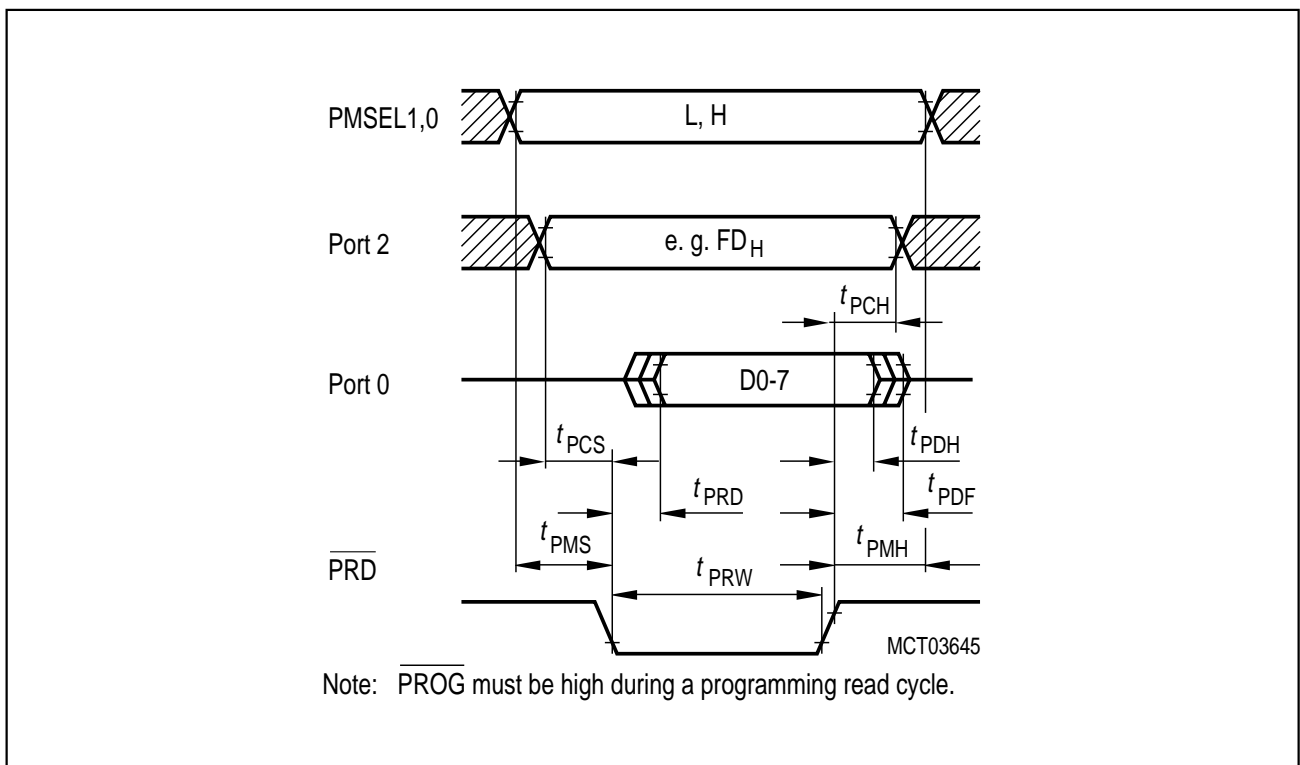 PMSEL1,0
L, H
Port 2
e. g. FDH
tPCH
Port 0
D0-7
tPCS
tPDH
tPRD
tPDF
tPMS
tPMH
PRD
tPRW
MCT03645
Note: PROG must be high during a programming read cycle.